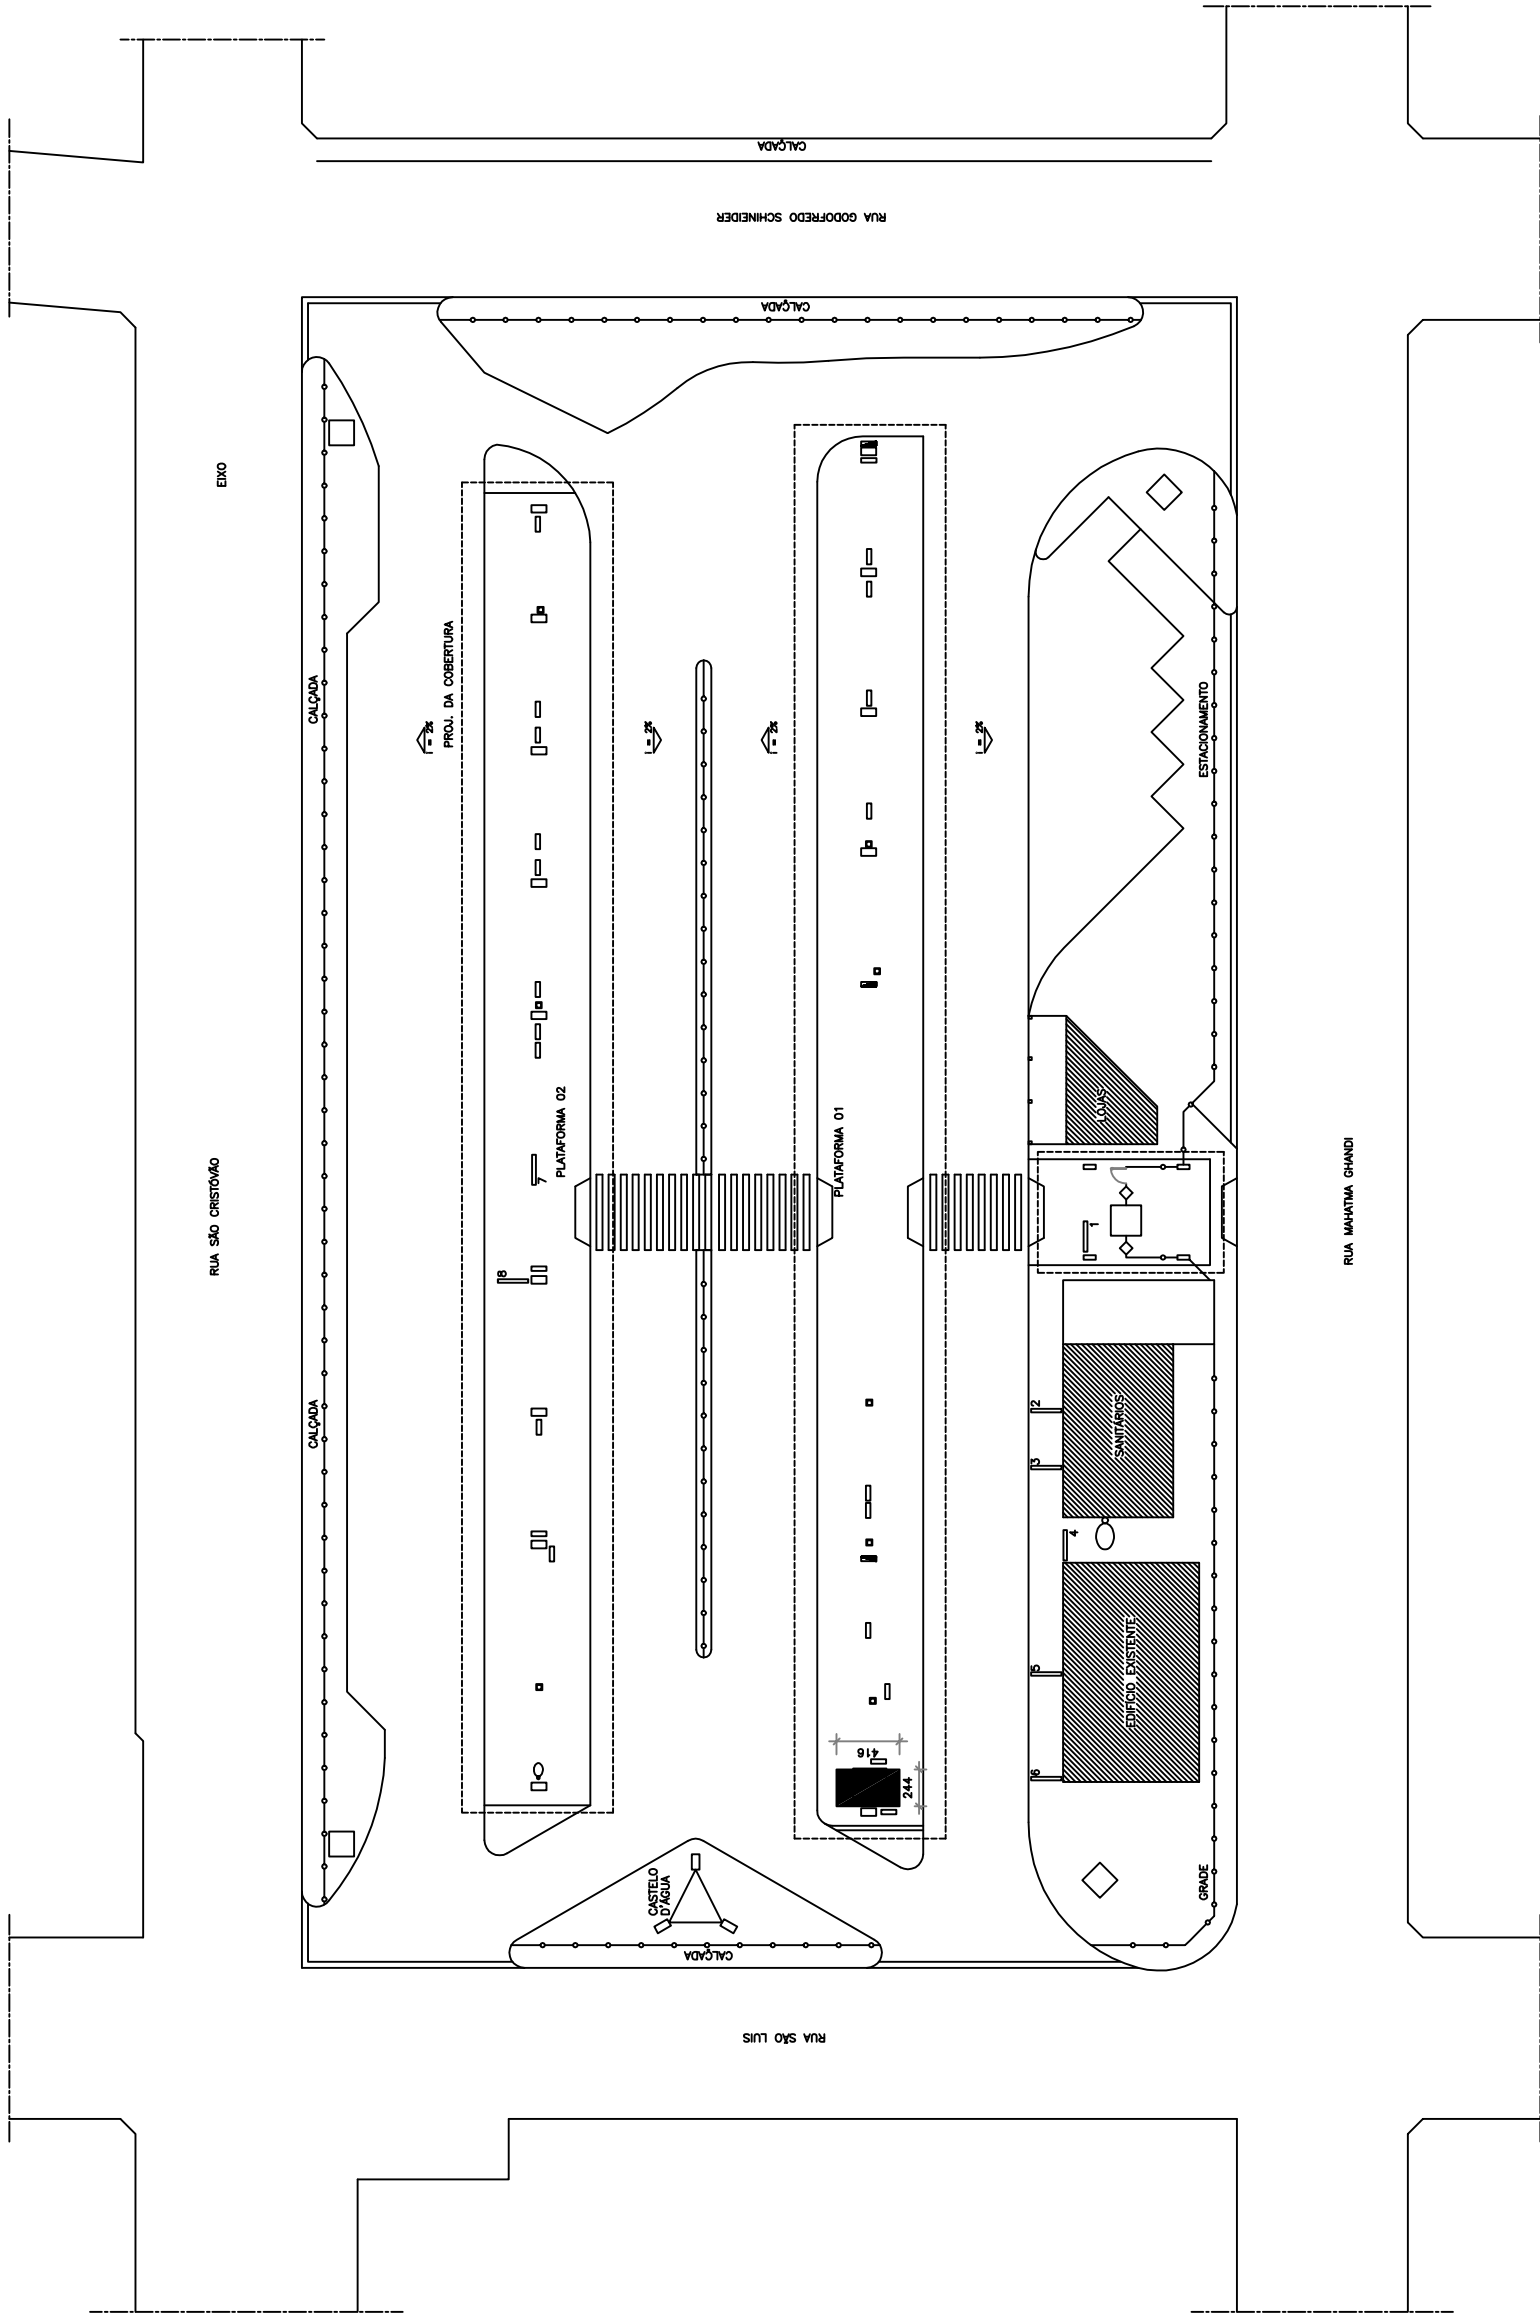 CALÇADA
RUA GODOFREDO SCHINEIDER
CALÇADA
EIXO
CALÇADA
PROJ. DA COBERTURA
i = 2%
i = 2%
i = 2%
i = 2%
ESTACIONAMENTO
LOJAS
PLATAFORMA 02
PLATAFORMA 01
RUA SÃO CRISTÓVÃO
RUA MAHATMA GHANDI
7
1
8
CALÇADA
2
SANITÁRIOS
3
4
EDIFÍCIO EXISTENTE
5
6
416
244
CASTELO
D'ÁGUA
GRADE
CALÇADA
RUA SÃO LUIS